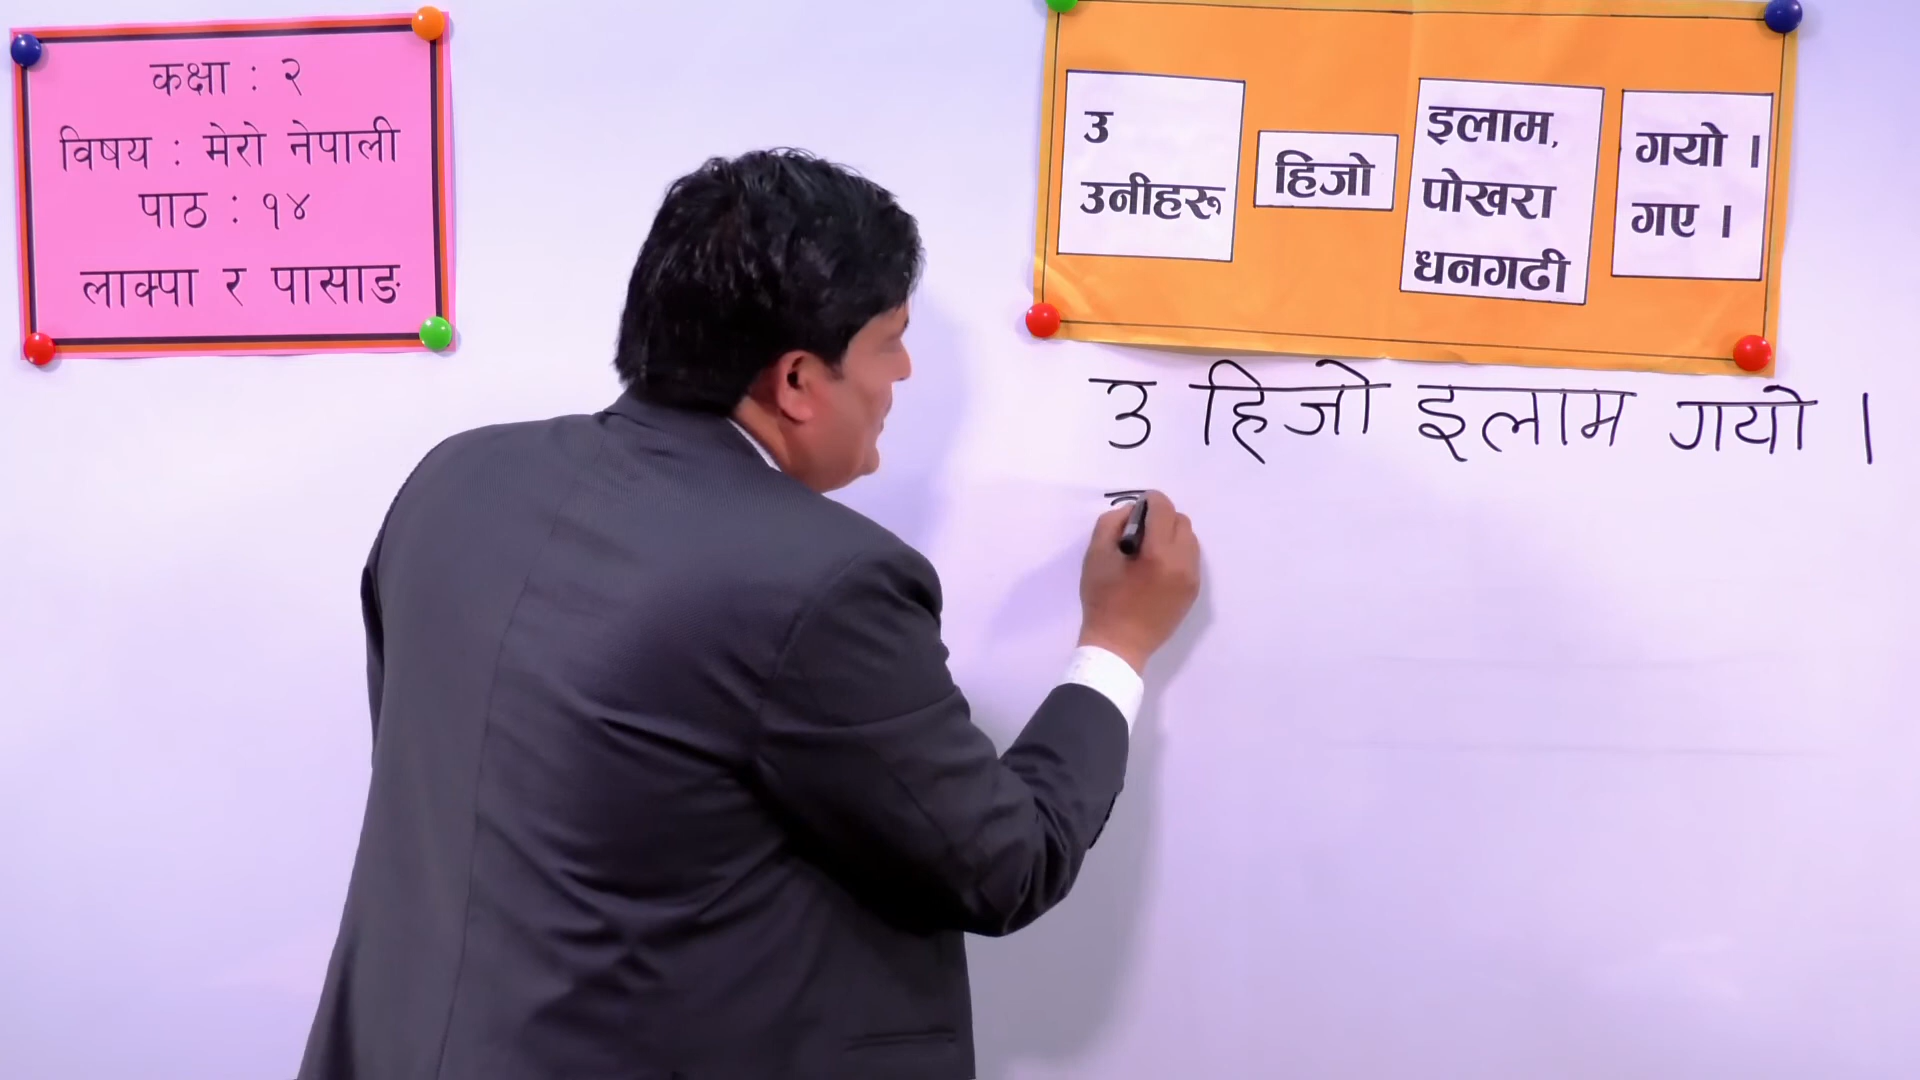 कक्षा : २
विषय : मेरो नेपाली
पाठ : १४
लाक्पा र पासाङ
उ
उनीहरू
हिजो
इलाम,
पोखरा
धनगढी
गयो ।
गए ।
उ हिजो इलाम गयो ।